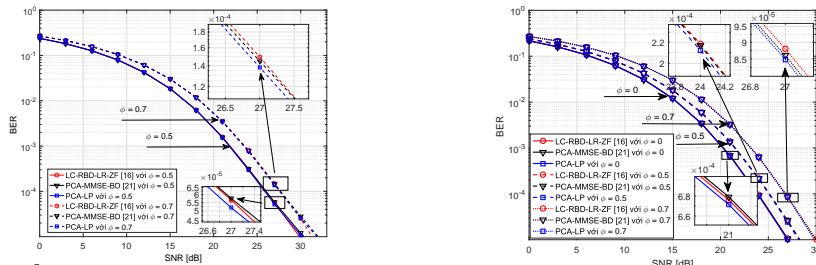 ×10⁻⁴
1.8
1.6
1.4
1.2
26.5
27
27.5
10⁻¹
10⁻²
10⁻³
10⁻⁴
BER
ϕ = 0.7
ϕ = 0.5
LC-RBD-LR-ZF [16] với ϕ = 0.5
PCA-MMSE-BD [21] với ϕ = 0.5
PCA-LP với ϕ = 0.5
LC-RBD-LR-ZF [16] với ϕ = 0.7
PCA-MMSE-BD [21] với ϕ = 0.7
PCA-LP với ϕ = 0.7
×10⁻⁵
6.5
6
5.5
5
4.5
26.6
27
27.4
0
5
10
15
20
25
30
SNR [dB]
×10⁻⁴
2.2
2
24
24.2
×10⁻⁵
9
8.5
8
26.8
27
10⁰
10⁻¹
10⁻²
10⁻³
10⁻⁴
BER
ϕ = 0
ϕ = 0.7
ϕ = 0.5
LC-RBD-LR-ZF [16] với ϕ = 0
PCA-MMSE-BD [21] với ϕ = 0
PCA-LP với ϕ = 0
LC-RBD-LR-ZF [16] với ϕ = 0.5
PCA-MMSE-BD [21] với ϕ = 0.5
PCA-LP với ϕ = 0.5
LC-RBD-LR-ZF [16] với ϕ = 0.7
PCA-MMSE-BD [21] với ϕ = 0.7
PCA-LP với ϕ = 0.7
×10⁻⁴
6.8
6.6
21
0
5
10
15
20
25
30
SNR [dB]